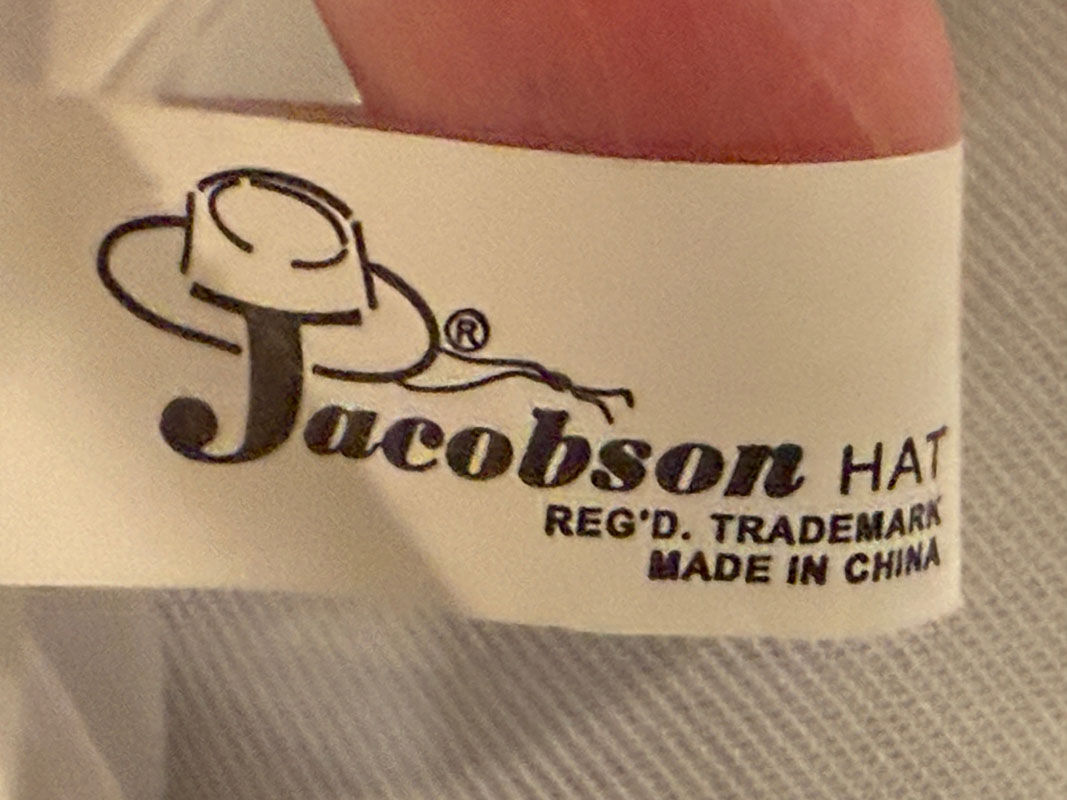 Jacobson HAT
®
REG'D. TRADEMARK
MADE IN CHINA